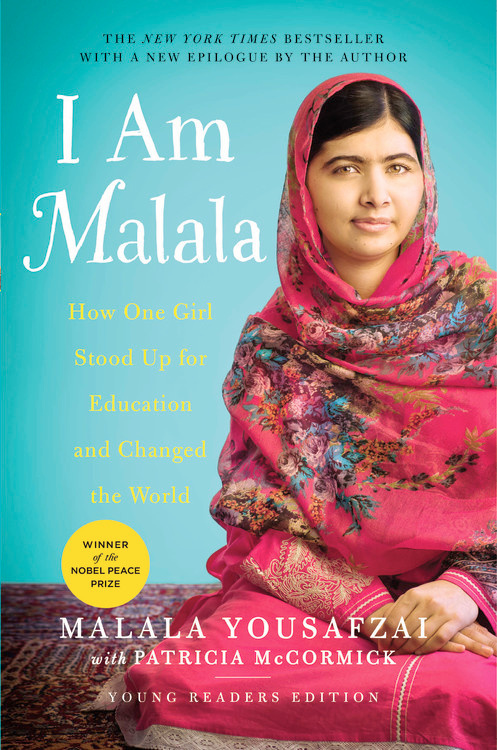 THE NEW YORK TIMES BESTSELLER
WITH A NEW EPILOGUE BY THE AUTHOR
I Am
Malala
How One Girl
Stood Up for
Education
and Changed
the World
WINNER
of the
NOBEL PEACE
PRIZE
MALALA YOUSAFZAI
with PATRICIA McCORMICK
YOUNG READERS EDITION